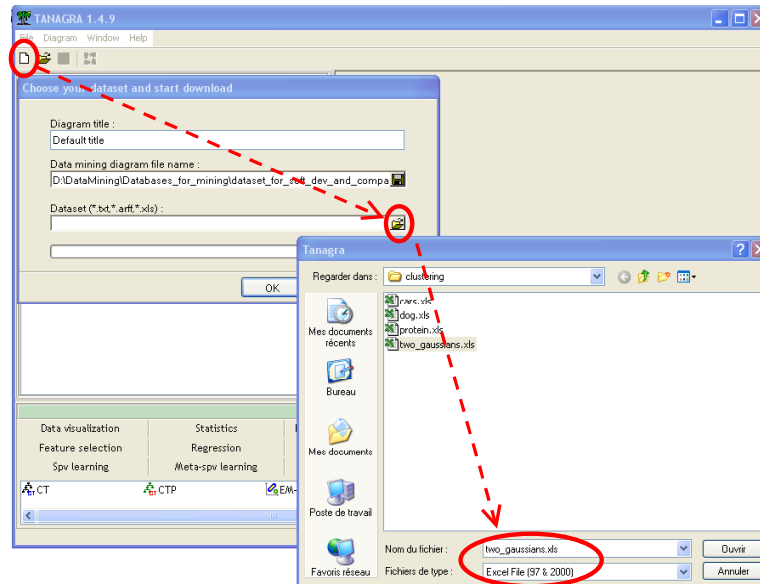 TANAGRA 1.4.9
File Diagram Window Help
Choose your dataset and start download
Diagram title :
Default title
Data mining diagram file name :
D:\DataMining\Databases_for_mining\dataset_for_soft_dev_and_compa
Dataset (*.txt,*.arff,*.xls) :
OK
Tanagra
Regarder dans :
clustering
cars.xls
dog.xls
protein.xls
two_gaussians.xls
Mes documents
récents
Bureau
Mes documents
Poste de travail
Favoris réseau
Nom du fichier :
two_gaussians.xls
Ouvrir
Fichiers de type :
Excel File (97 & 2000)
Annuler
Data visualization
Statistics
Feature selection
Regression
Spv learning
Meta-spv learning
CT
CTP
EM-